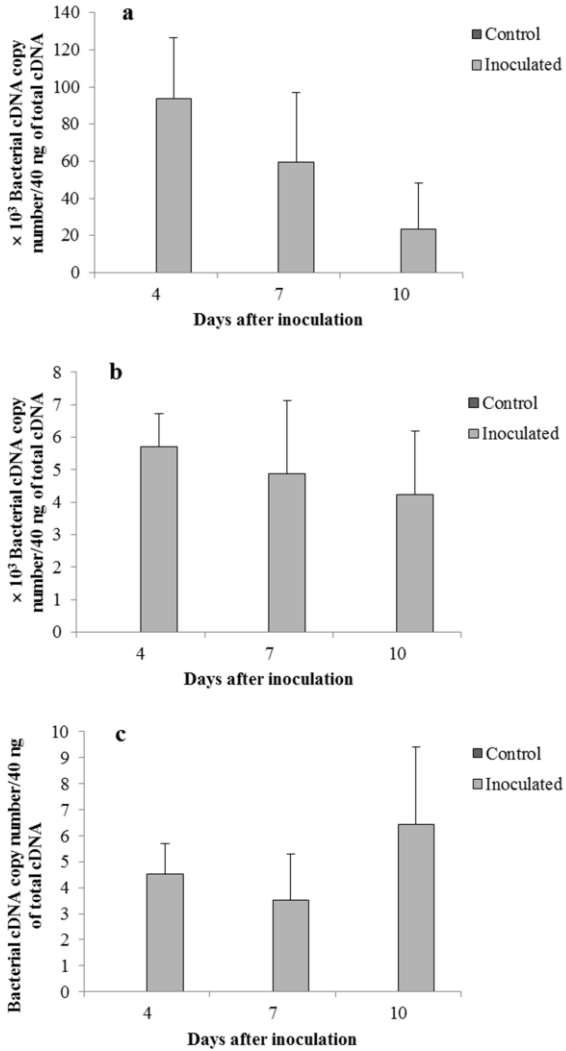 a
× 10³ Bacterial cDNA copy
number/40 ng of total cDNA
140
120
100
80
60
40
20
0
4 7 10
Days after inoculation
Control
Inoculated
b
× 10³ Bacterial cDNA copy
number/40 ng of total cDNA
8
7
6
5
4
3
2
1
0
4 7 10
Days after inoculation
Control
Inoculated
c
Bacterial cDNA copy number/40 ng
of total cDNA
10
9
8
7
6
5
4
3
2
1
0
4 7 10
Days after inoculation
Control
Inoculated